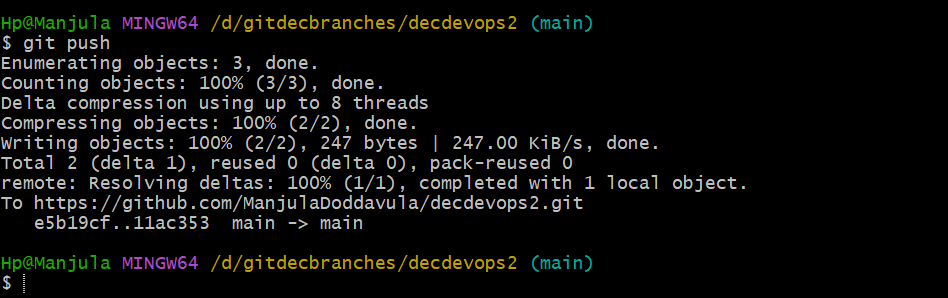 Hp@Manjula MINGW64 /d/gitdecbranches/decdevops2 (main)
$ git push
Enumerating objects: 3, done.
Counting objects: 100% (3/3), done.
Delta compression using up to 8 threads
Compressing objects: 100% (2/2), done.
Writing objects: 100% (2/2), 247 bytes | 247.00 KiB/s, done.
Total 2 (delta 1), reused 0 (delta 0), pack-reused 0
remote: Resolving deltas: 100% (1/1), completed with 1 local object.
To https://github.com/ManjulaDoddavula/decdevops2.git
   e5b19cf..11ac353  main -> main
Hp@Manjula MINGW64 /d/gitdecbranches/decdevops2 (main)
$